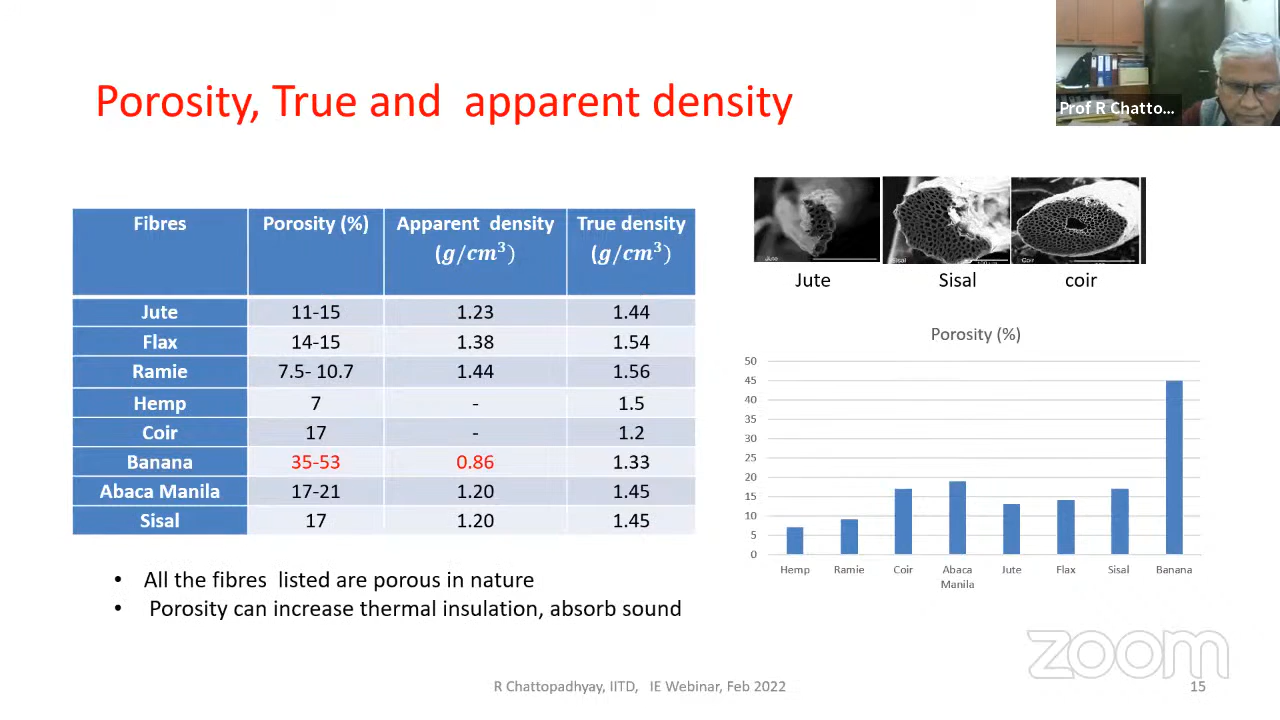 Porosity, True and apparent density
Prof R Chatto...
Fibres Porosity (%) Apparent density (g/cm³) True density (g/cm³)
Jute 11-15 1.23 1.44
Flax 14-15 1.38 1.54
Ramie 7.5- 10.7 1.44 1.56
Hemp 7 - 1.5
Coir 17 - 1.2
Banana 35-53 0.86 1.33
Abaca Manila 17-21 1.20 1.45
Sisal 17 1.20 1.45
• All the fibres listed are porous in nature
• Porosity can increase thermal insulation, absorb sound
Jute Sisal Coir
Jute Sisal coir
Porosity (%)
50
45
40
35
30
25
20
15
10
5
0
Hemp Ramie Coir Abaca Manila Jute Flax Sisal Banana
zoom
R Chattopadhyay, IITD, IE Webinar, Feb 2022
15